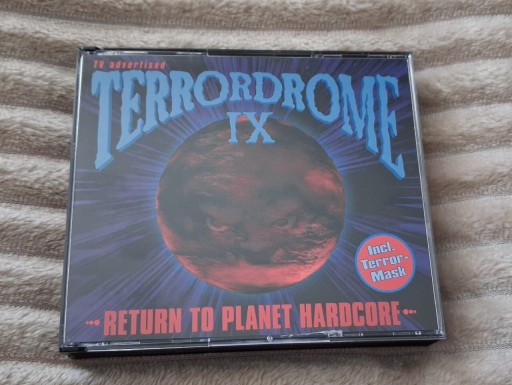 TV advertised
TERRORDROME
IX
Incl.
Terror-
Mask
RETURN TO PLANET HARDCORE